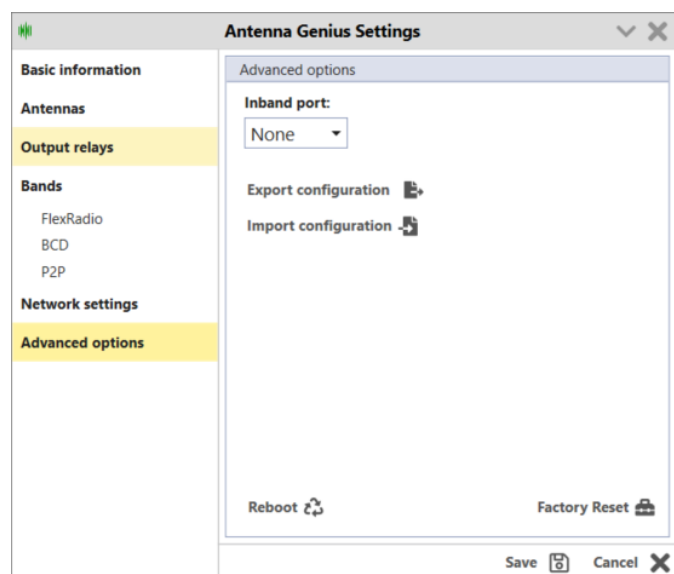 Antenna Genius Settings
Basic information
Antennas
Output relays
Bands
FlexRadio
BCD
P2P
Network settings
Advanced options
Advanced options
Inband port:
None
Export configuration
Import configuration
Reboot
Factory Reset
Save
Cancel